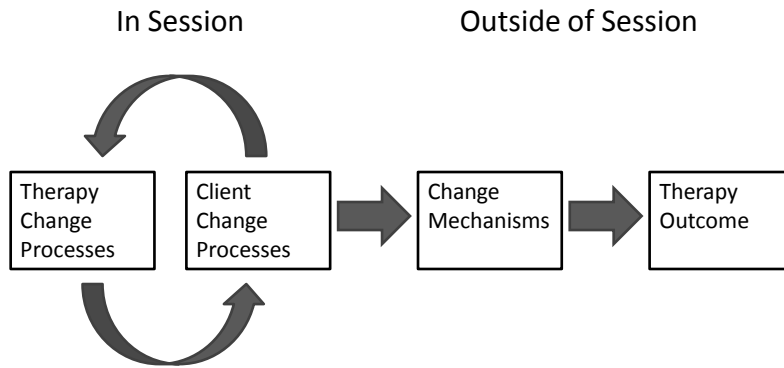 In Session
Outside of Session
Therapy
Change
Processes
Client
Change
Processes
Change
Mechanisms
Therapy
Outcome